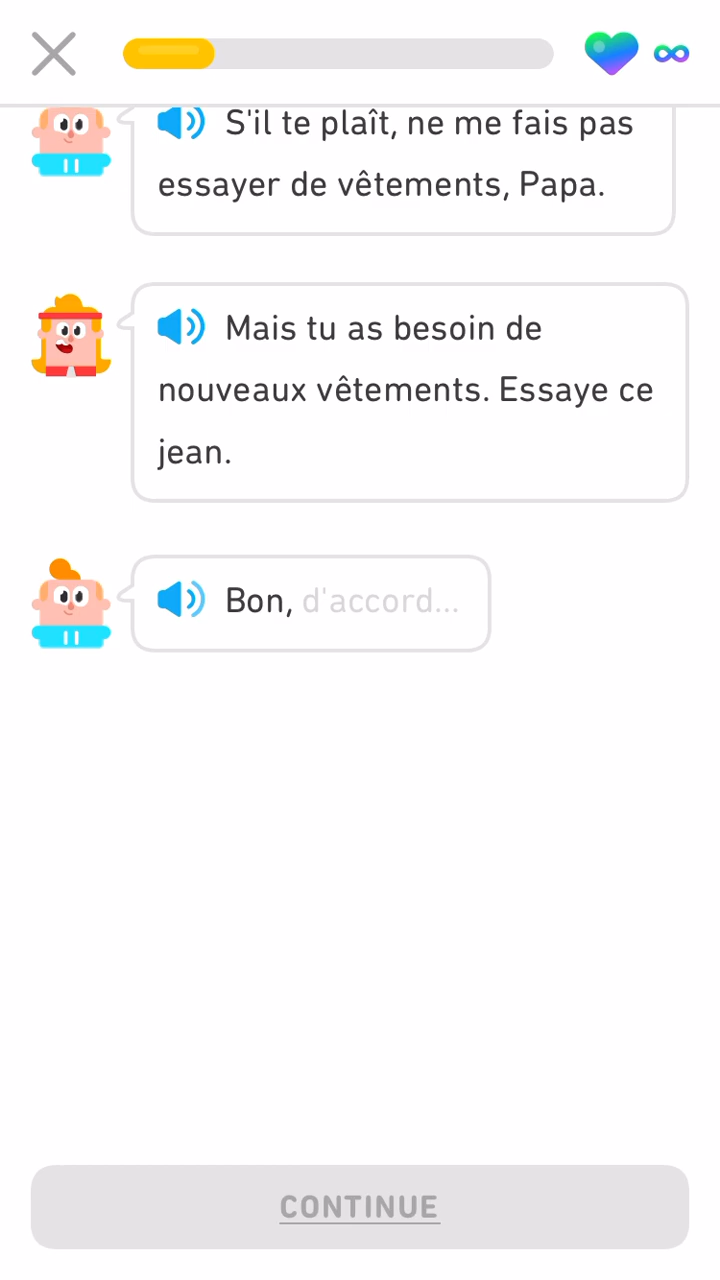 S'il te plaît, ne me fais pas
essayer de vêtements, Papa.
Mais tu as besoin de
nouveaux vêtements. Essaye ce
jean.
Bon, d'accord...
CONTINUE